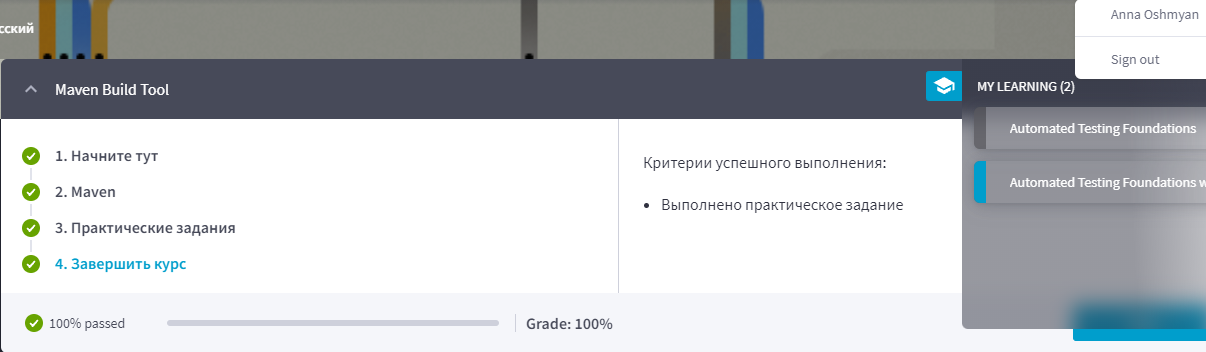 Anna Oshmyan
сский
Sign out
Maven Build Tool
MY LEARNING (2)
1. Начните тут
2. Maven
3. Практические задания
4. Завершить курс
Критерии успешного выполнения:
• Выполнено практическое задание
Automated Testing Foundations
Automated Testing Foundations w
100% passed
Grade: 100%